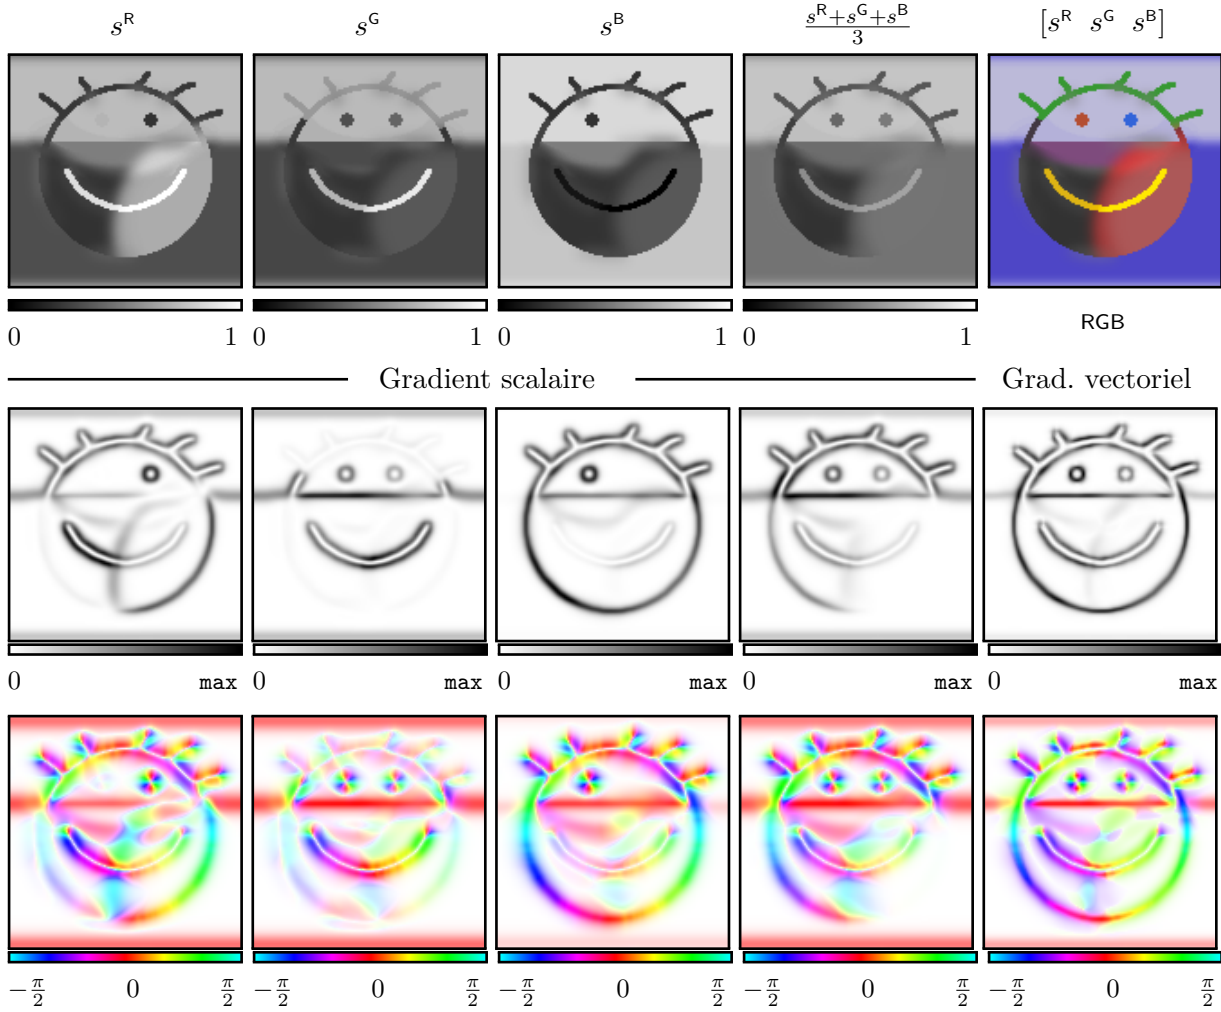 s^R s^G s^B (s^R+s^G+s^B)/3 [s^R s^G s^B]
0 1 0 1 0 1 0 1 RGB
Gradient scalaire Grad. vectoriel
0 max 0 max 0 max 0 max 0 max
−π/2 0 π/2 −π/2 0 π/2 −π/2 0 π/2 −π/2 0 π/2 −π/2 0 π/2